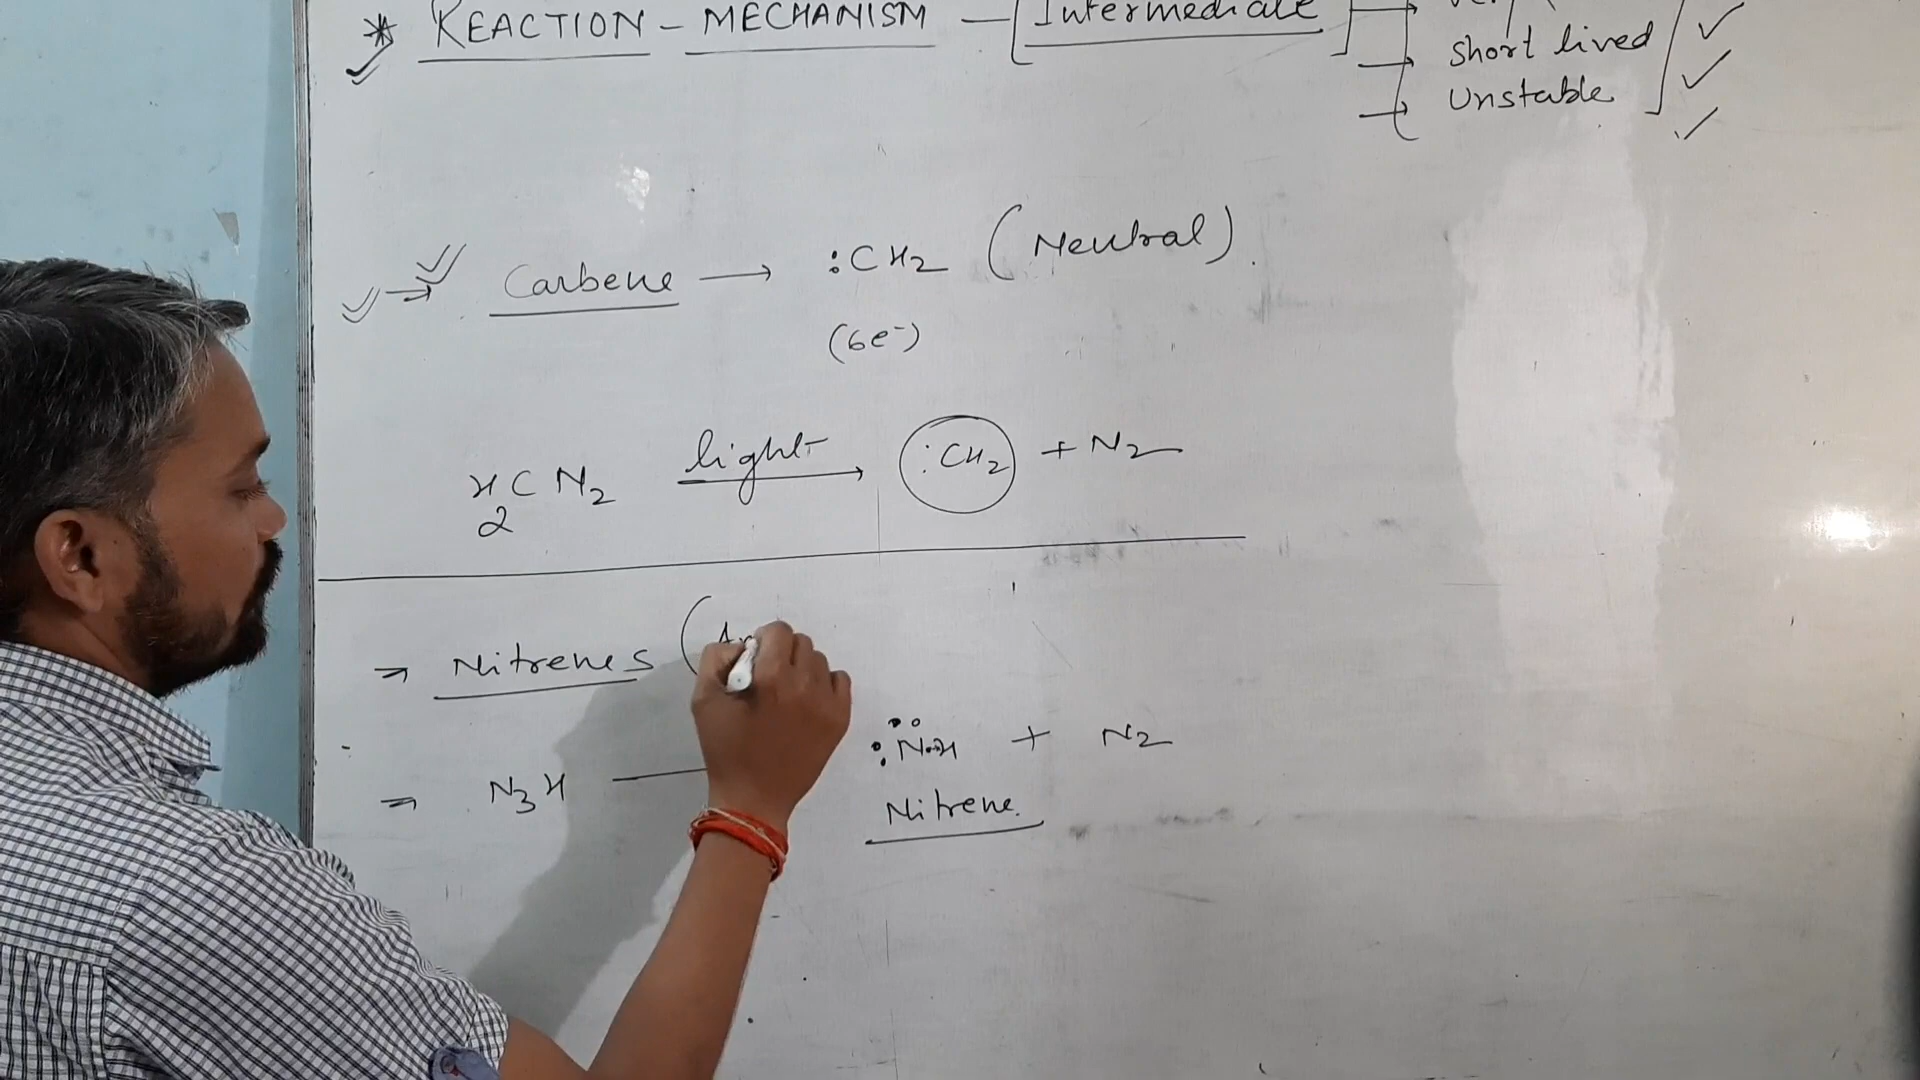 * REACTION - MECHANISM - [Intermediate]
Short lived
Unstable
Carbene → :CH2 (Neutral).
(6e-)
H2CN2 light→ :CH2 + N2
→ Nitrenes (
→ N3H :N̈-H + N2
Nitrene.